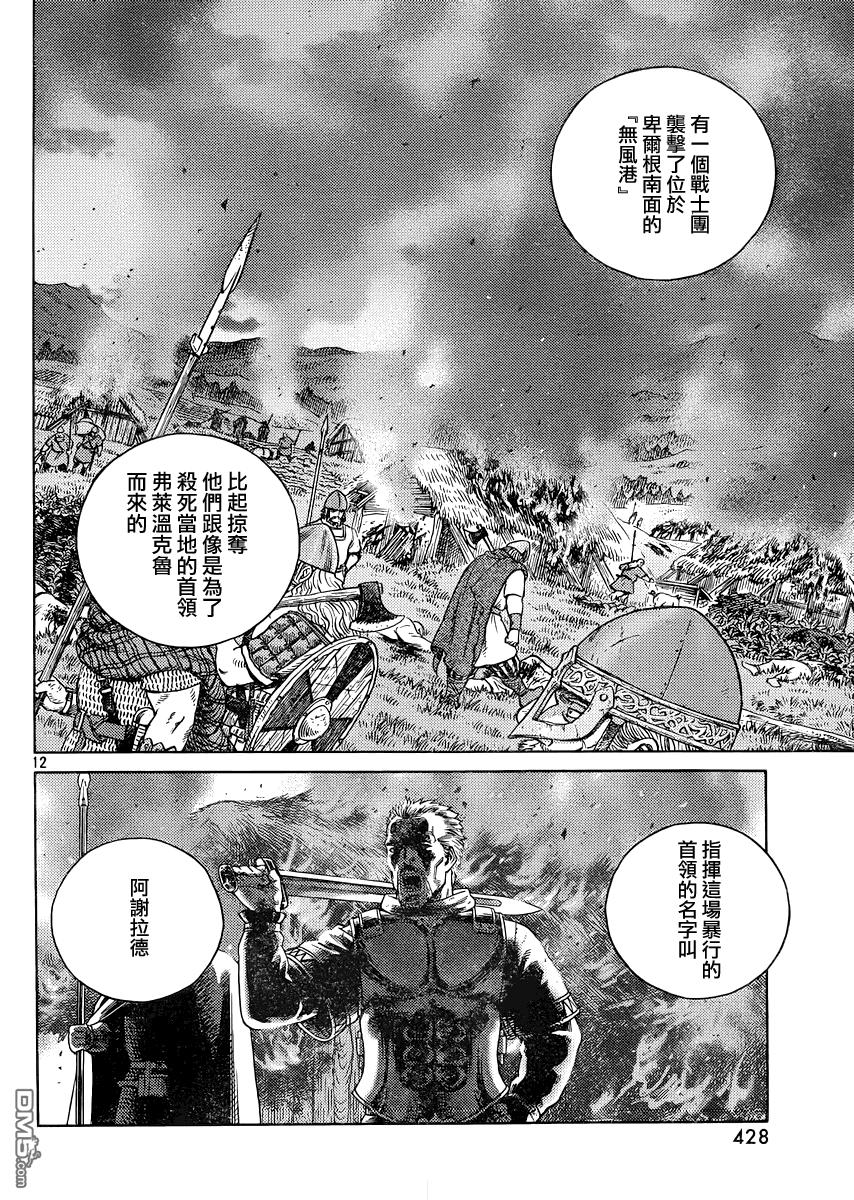 有一個戰士團
襲擊了位於
卑爾根南面的
『無風港』
比起掠奪
他們跟像是為了
殺死當地的首領
弗萊溫克魯
而來的
12
指揮這場暴行的
首領的名字叫
阿謝拉德
428
DM5.com